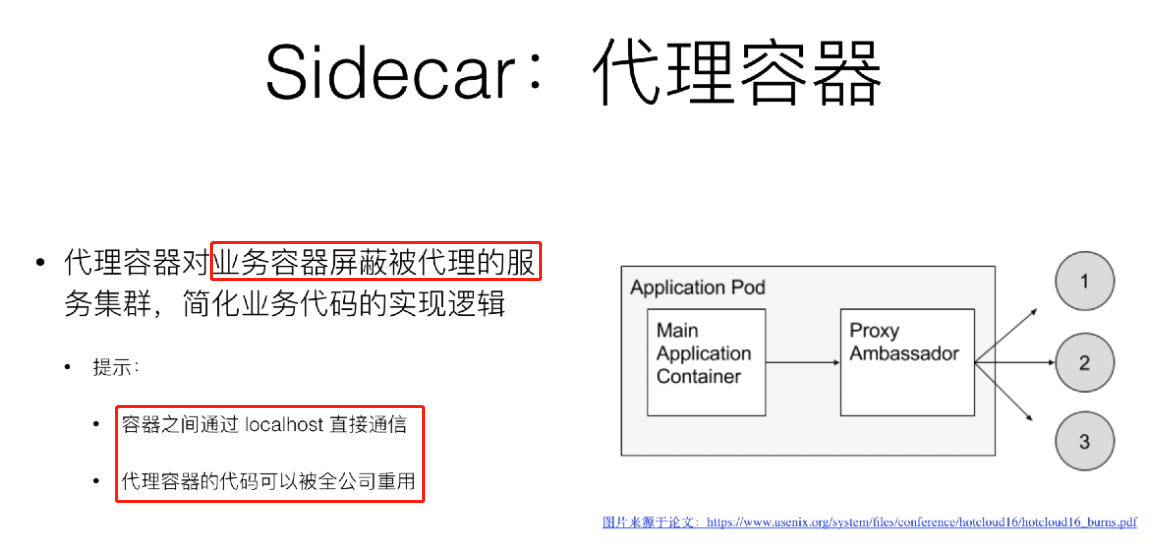 Sidecar：代理容器
• 代理容器对业务容器屏蔽被代理的服
务集群，简化业务代码的实现逻辑
• 提示：
• 容器之间通过 localhost 直接通信
• 代理容器的代码可以被全公司重用
Application Pod
Main
Application
Container
Proxy
Ambassador
1
2
3
图片来源于论文：https://www.usenix.org/system/files/conference/hotcloud16/hotcloud16_burns.pdf